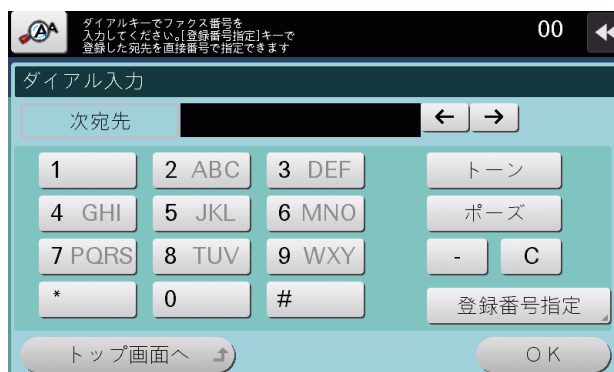 ダイアルキーでファクス番号を
入力してください。[登録番号指定]キーで
登録した宛先を直接番号で指定できます
00
ダイアル入力
次宛先 ← →
1 2 ABC 3 DEF トーン
4 GHI 5 JKL 6 MNO ポーズ
7 PQRS 8 TUV 9 WXY - C
* 0 # 登録番号指定
トップ画面へ OK